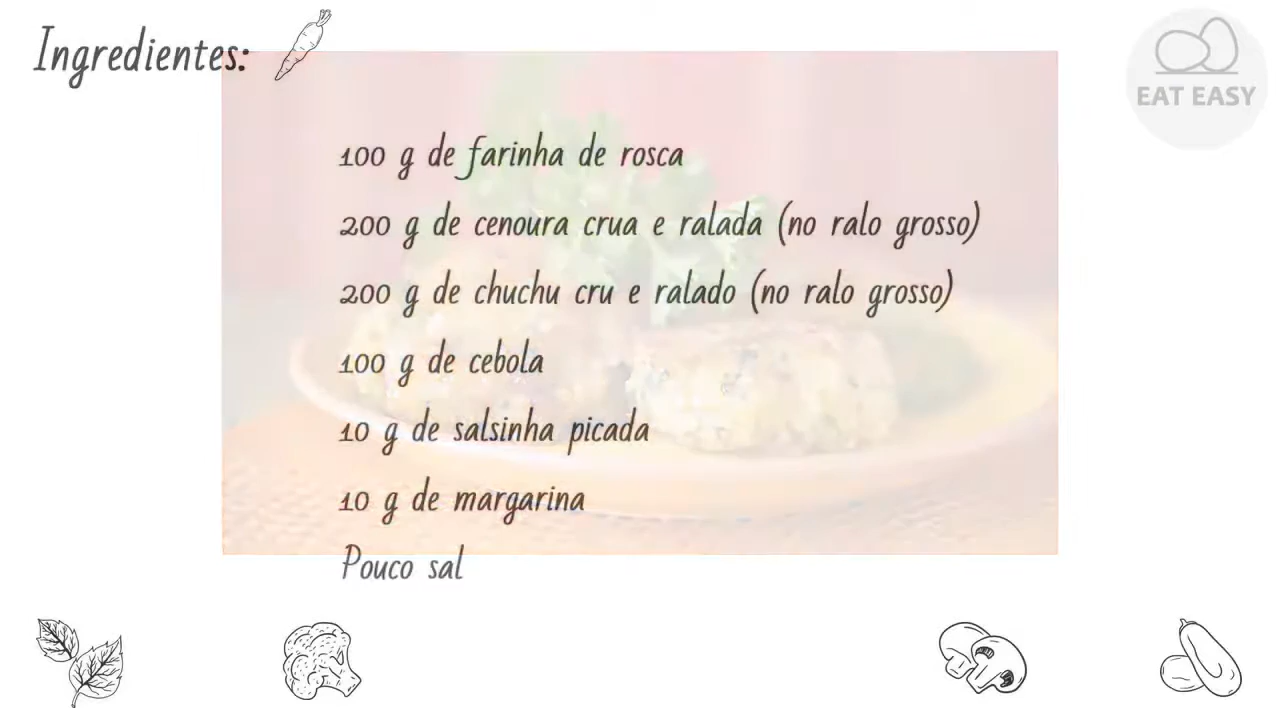 Ingredientes:
EAT EASY
100 g de farinha de rosca
200 g de cenoura crua e ralada (no ralo grosso)
200 g de chuchu cru e ralado (no ralo grosso)
100 g de cebola
10 g de salsinha picada
10 g de margarina
Pouco sal